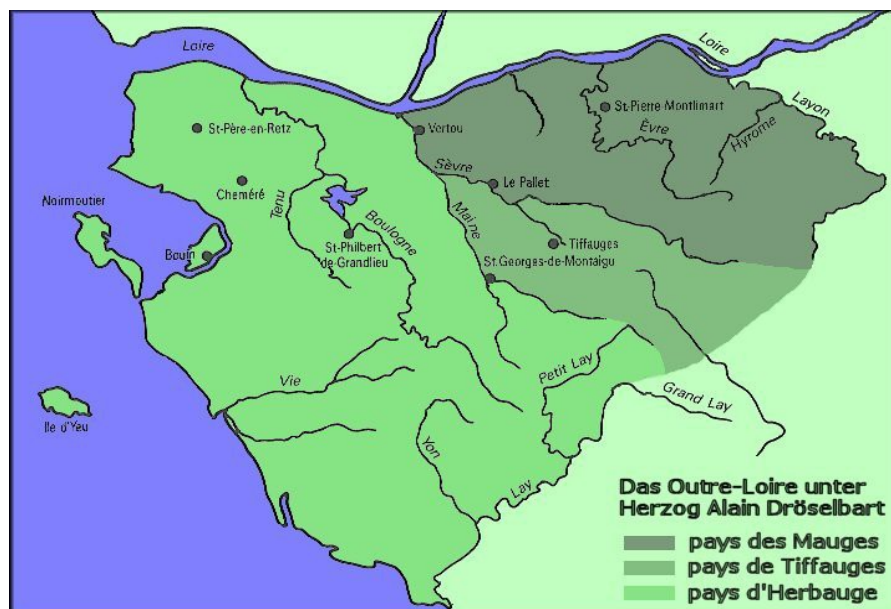 Loire
Loire
St-Père-en-Retz
Vertou
St-Pierre-Montlimart
Layon
Èvre
Hyrome
Sèvre
Le Pallet
Cheméré
Tenu
Noirmoutier
Boulogne
Maine
St-Philbert
de-Grandlieu
Tiffauges
Bouin
St.Georges-de-Montaigu
Vie
Petit Lay
Grand Lay
Ile d'Yeu
Yon
Lay
Das Outre-Loire unter
Herzog Alain Dröselbart
pays des Mauges
pays de Tiffauges
pays d'Herbauge